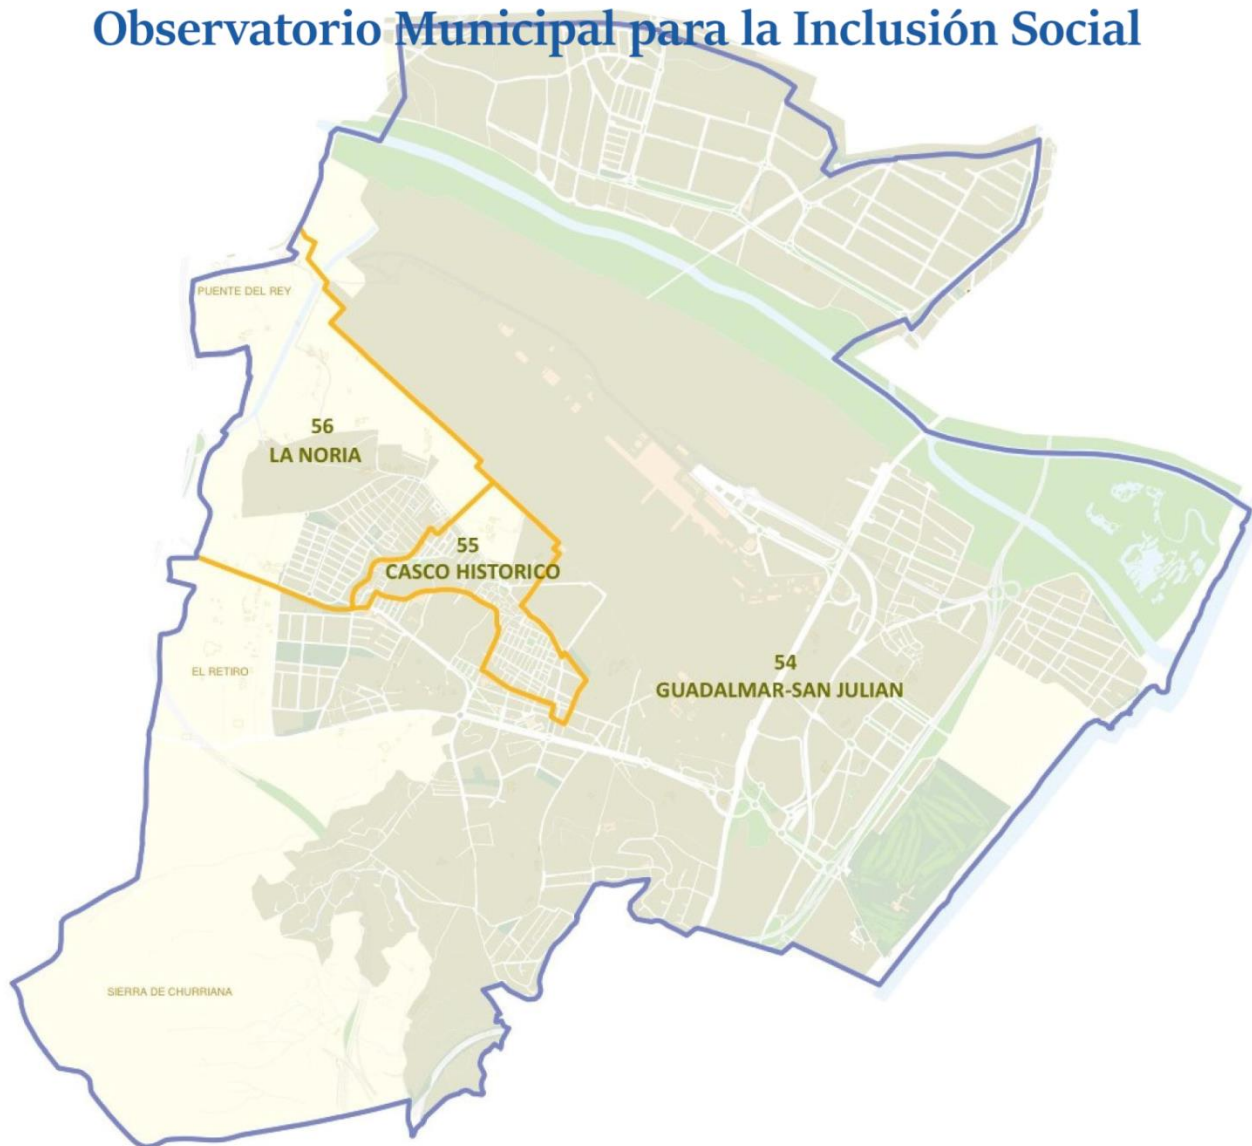 Observatorio Municipal para la Inclusión Social
PUENTE DEL REY
56
LA NORIA
55
CASCO HISTORICO
EL RETIRO
54
GUADALMAR-SAN JULIAN
SIERRA DE CHURRIANA